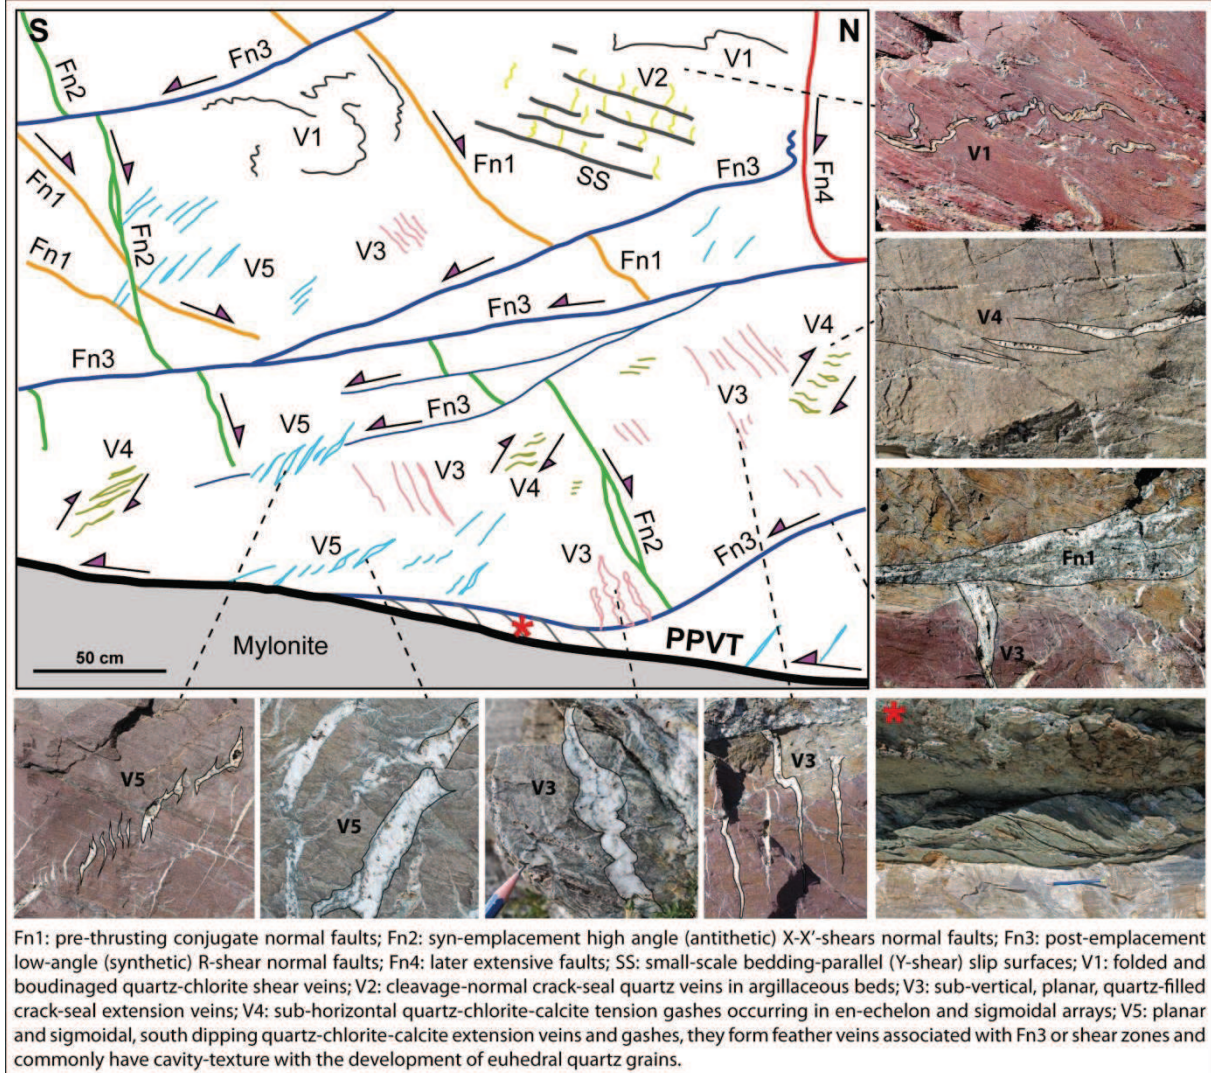 S
N
Fn3
V1
Fn2
V2
V1
V1
Fn1
SS
Fn3
Fn4
Fn1
Fn2
V3
Fn1
V5
Fn1
Fn3
V4
Fn3
Fn3
V5
V3
V4
V3
V4
Fn2
V5
V3
Fn3
*
PPVT
Mylonite
50 cm
V4
Fn1
V3
*
V5
V5
V3
V3
Fn1: pre-thrusting conjugate normal faults; Fn2: syn-emplacement high angle (antithetic) X-X'-shears normal faults; Fn3: post-emplacement
low-angle (synthetic) R-shear normal faults; Fn4: later extensive faults; SS: small-scale bedding-parallel (Y-shear) slip surfaces; V1: folded and
boudinaged quartz-chlorite shear veins; V2: cleavage-normal crack-seal quartz veins in argillaceous beds; V3: sub-vertical, planar, quartz-filled
crack-seal extension veins; V4: sub-horizontal quartz-chlorite-calcite tension gashes occurring in en-echelon and sigmoidal arrays; V5: planar
and sigmoidal, south dipping quartz-chlorite-calcite extension veins and gashes, they form feather veins associated with Fn3 or shear zones and
commonly have cavity-texture with the development of euhedral quartz grains.